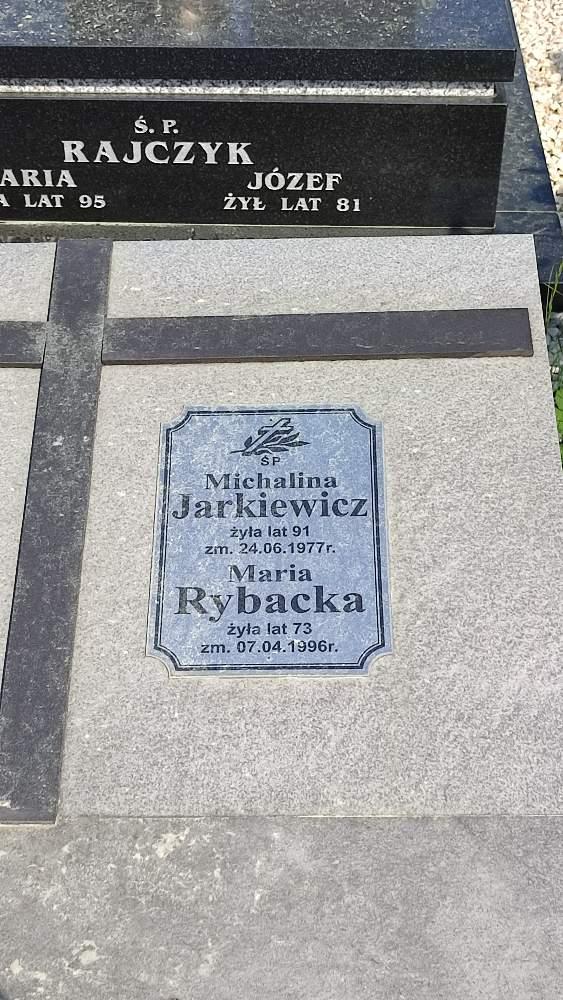 Ś. P.
RAJCZYK
ARIA JÓZEF
A LAT 95 ŻYŁ LAT 81
ŚP
Michalina
Jarkiewicz
żyła lat 91
zm. 24.06.1977r.
Maria
Rybacka
żyła lat 73
zm. 07.04.1996r.